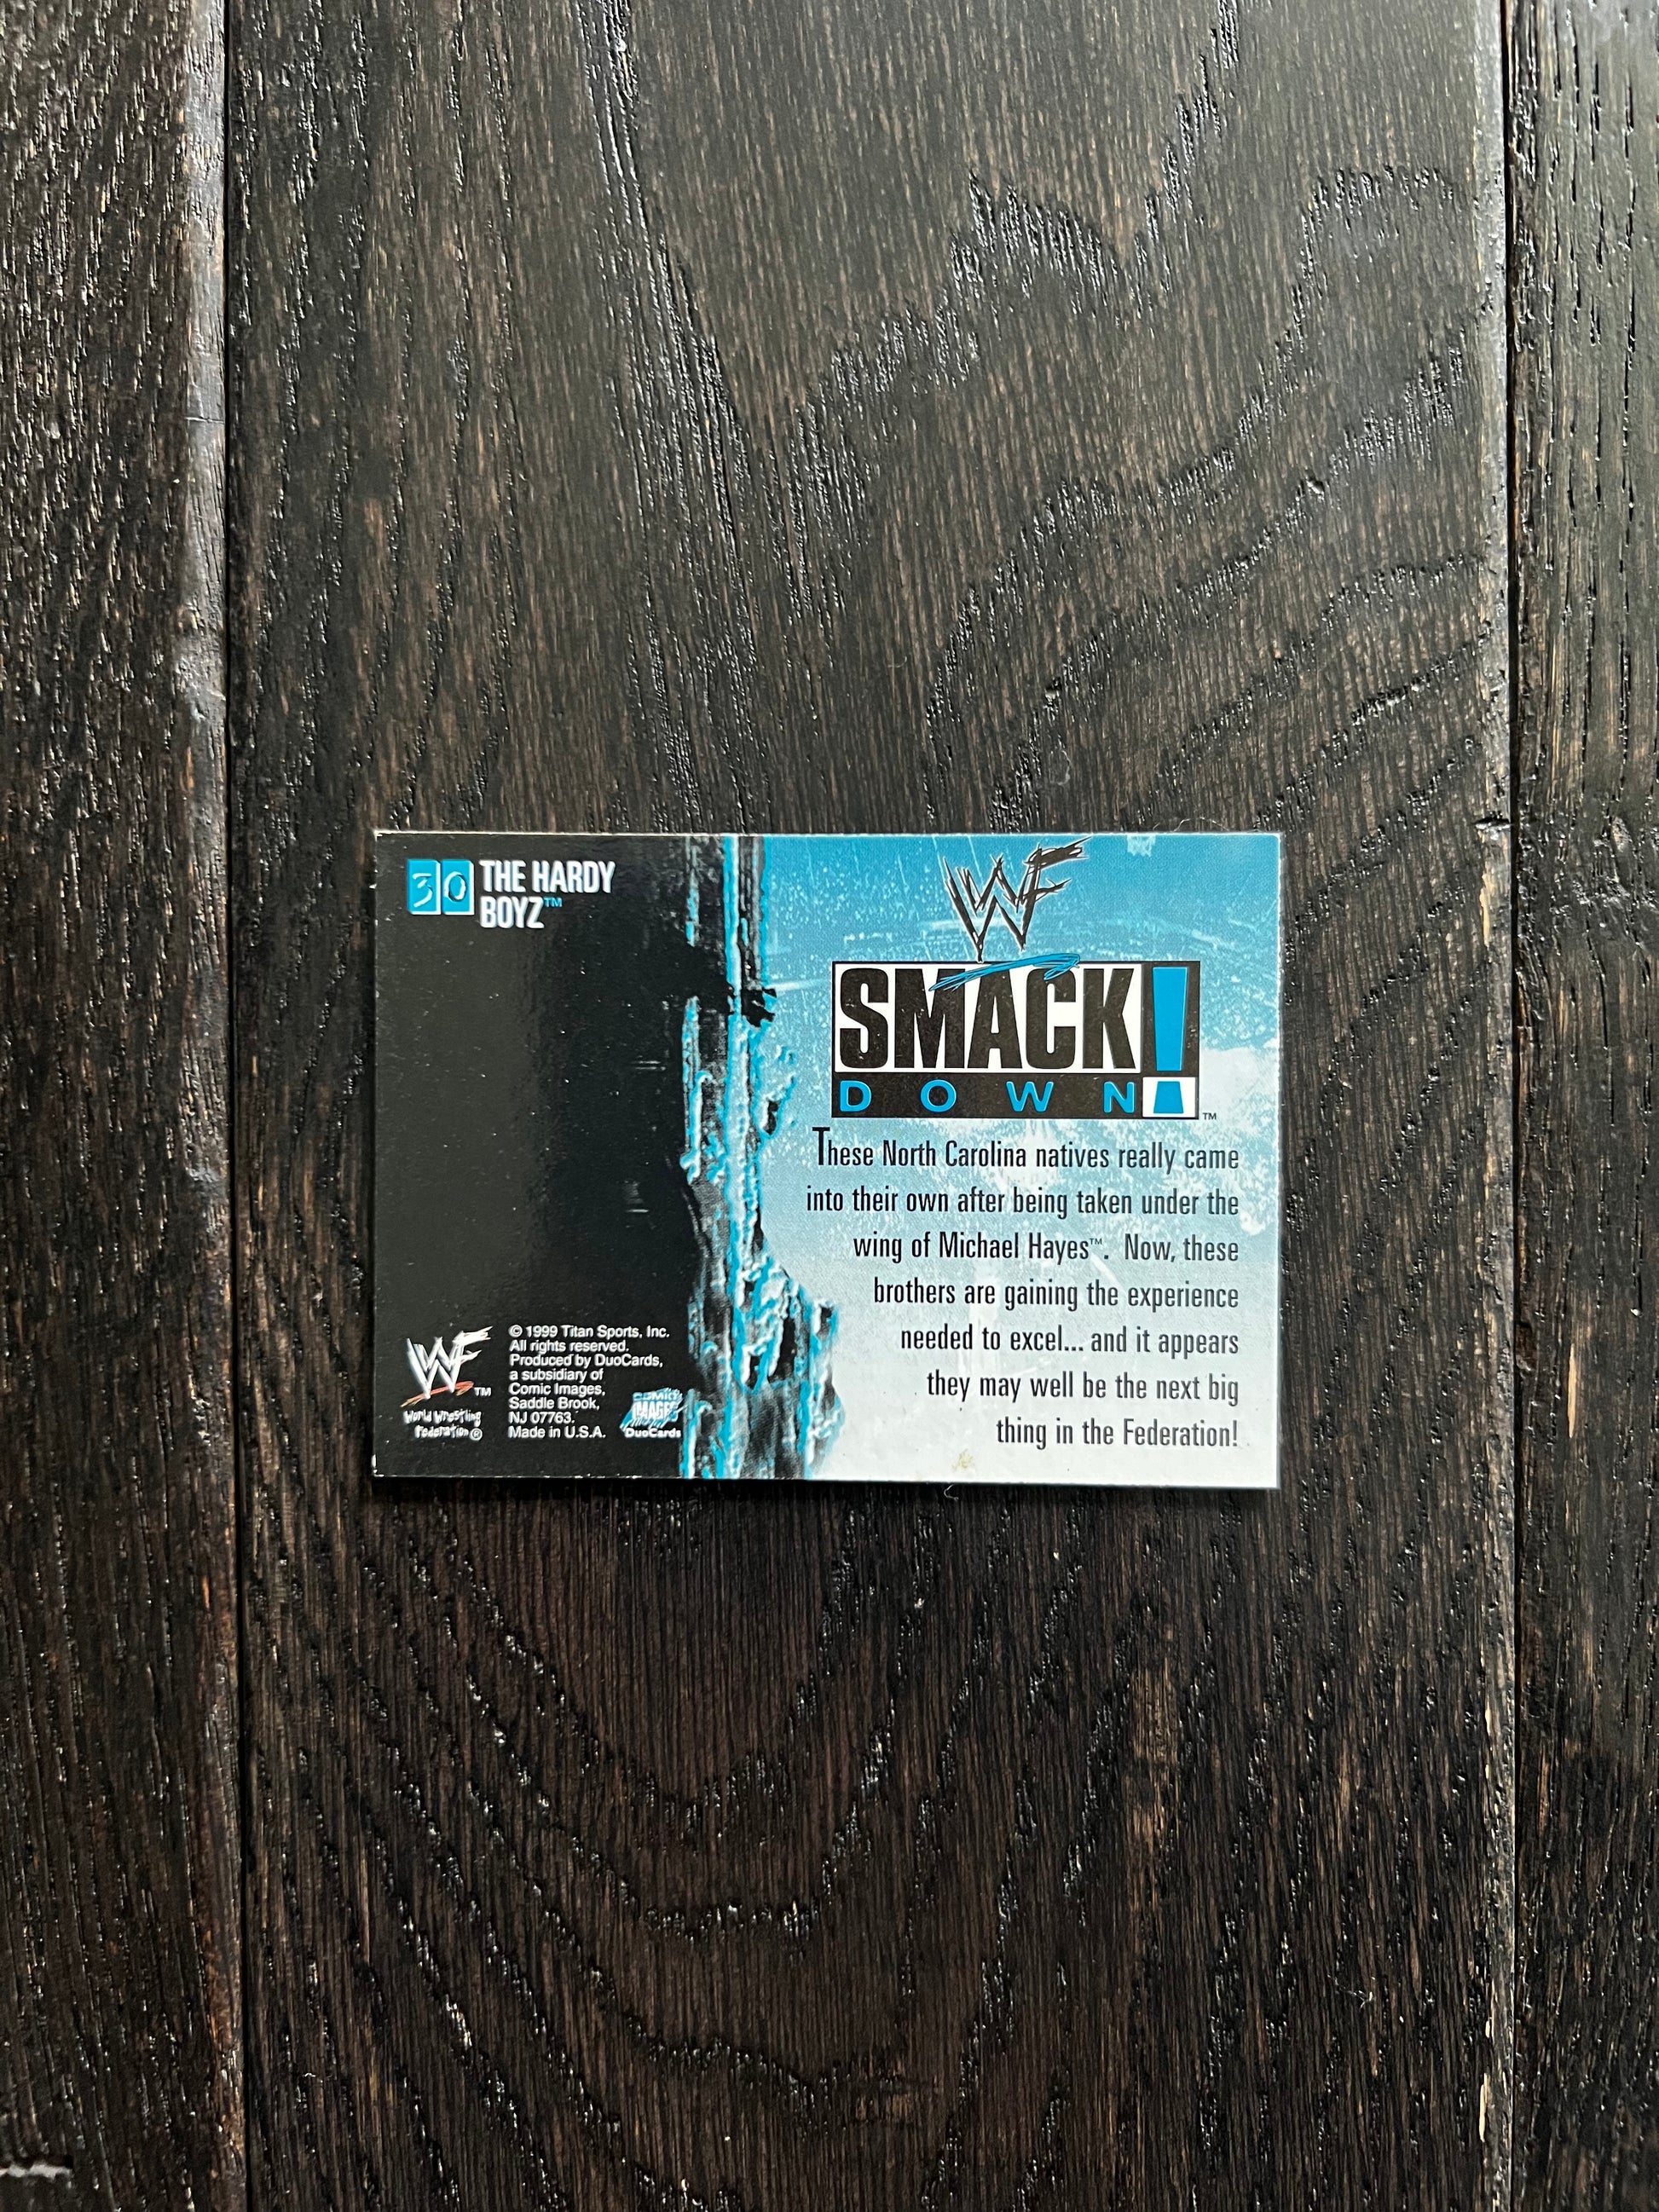 30 THE HARDY
BOYZ™
WF
SMACK!
DOWN!™
These North Carolina natives really came
into their own after being taken under the
wing of Michael Hayes™. Now, these
brothers are gaining the experience
needed to excel... and it appears
they may well be the next big
thing in the Federation!
WF™
World Wrestling
Federation®
© 1999 Titan Sports, Inc.
All rights reserved.
Produced by DuoCards,
a subsidiary of
Comic Images,
Saddle Brook,
NJ 07763.
Made in U.S.A.
COMIC
IMAGES
DuoCards